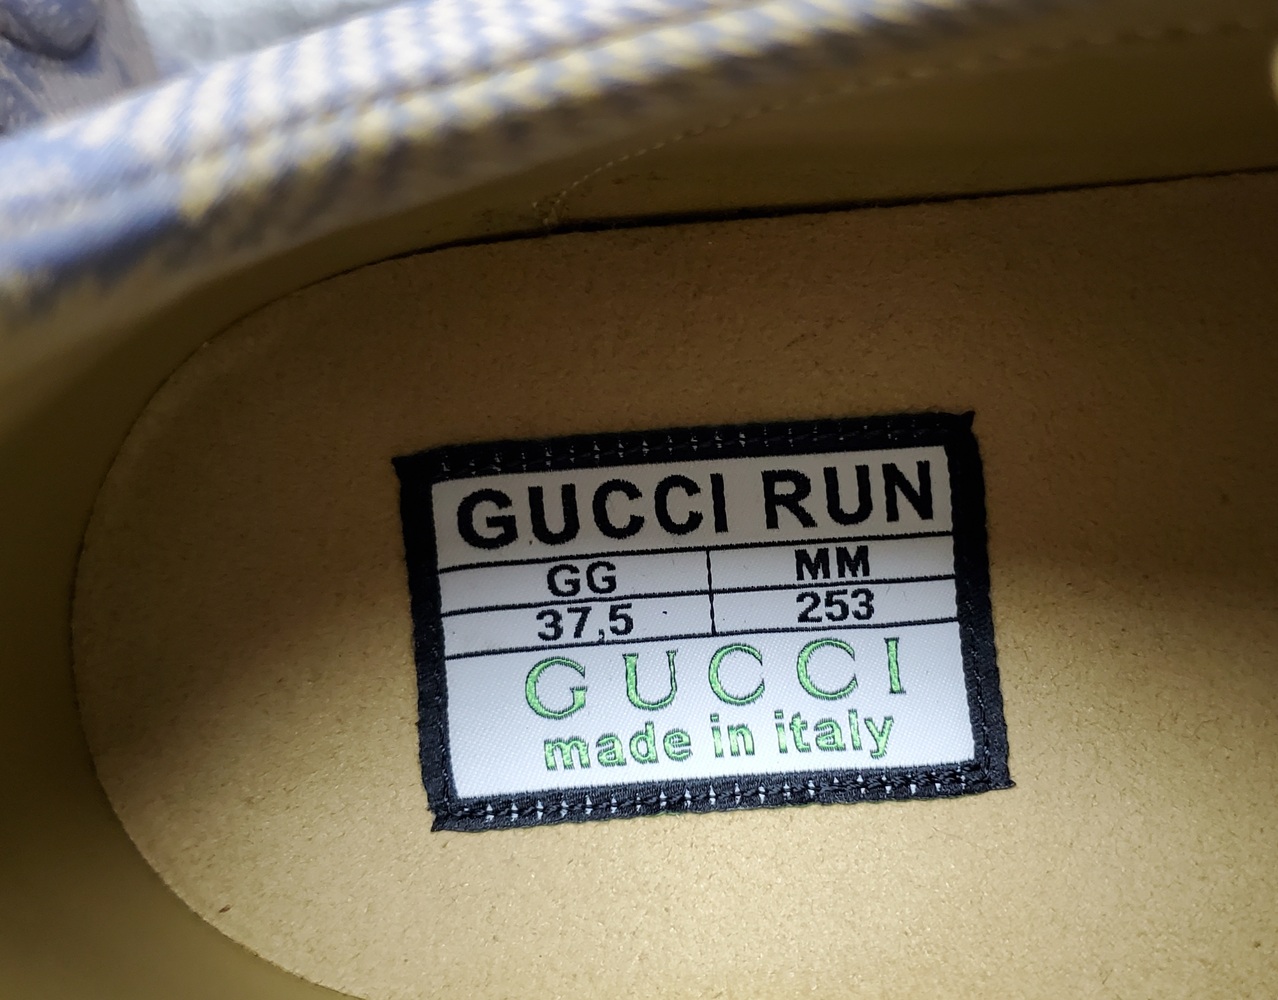 GUCCI RUN
GG MM
37,5 253
GUCCI
made in italy